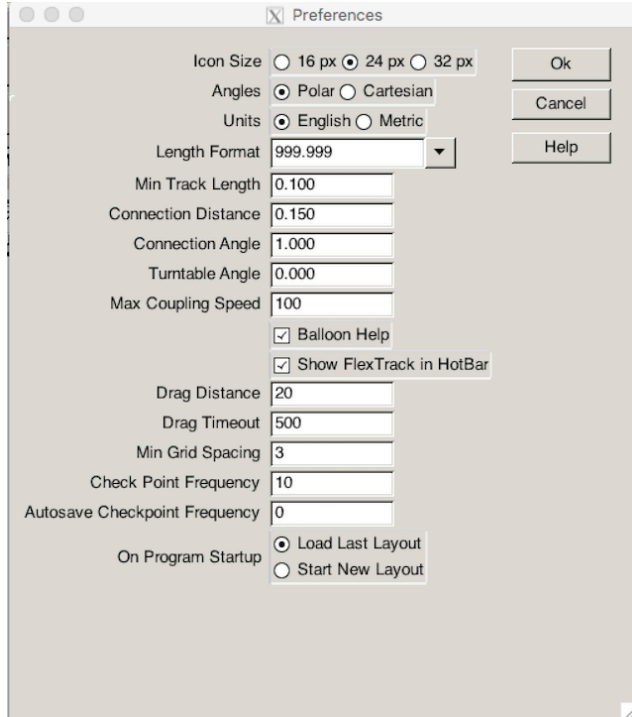 Preferences
Icon Size 16 px 24 px 32 px
Ok
Angles Polar Cartesian
Cancel
Units English Metric
Length Format 999.999
Help
Min Track Length 0.100
Connection Distance 0.150
Connection Angle 1.000
Turntable Angle 0.000
Max Coupling Speed 100
Balloon Help
Show FlexTrack in HotBar
Drag Distance 20
Drag Timeout 500
Min Grid Spacing 3
Check Point Frequency 10
Autosave Checkpoint Frequency 0
On Program Startup Load Last Layout
Start New Layout